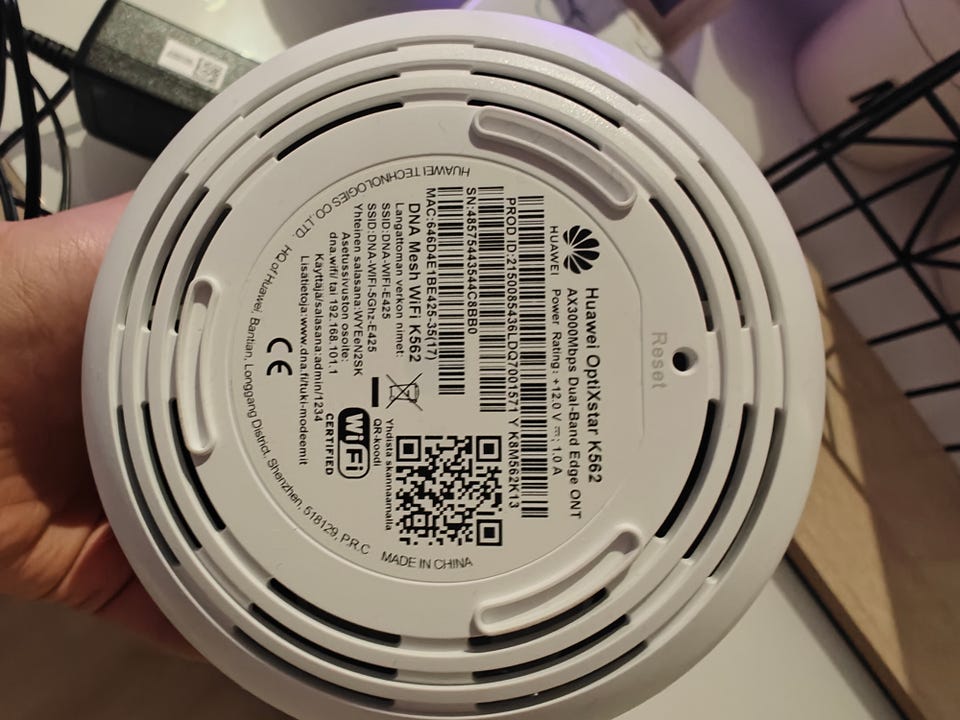 Reset
Huawei OptiXstar K562
AX3000Mbps Dual-Band Edge ONT
Power Rating: +12.0 V ⎓; 1.0 A
HUAWEI
PROD ID:2150085436LDQ7001571 Y K8M562K13
SN:48575443544C8BB0
MAC:646D4E1BE425-35(17)
DNA Mesh WiFi K562
Langattoman verkon nimet:
SSID:DNA-WIFI-E425
SSID:DNA-WIFI-5Ghz-E425
Yhteinen salasana:WYEeN2SK
Asetussivuston osoite:
dna.wifi/ tai 192.168.101.1
Käyttäjä/salasana:admin/1234
Lisätietoja:www.dna.fi/tuki-modeemit
Yhdistä skannaamalla
QR-koodi
WiFi
CERTIFIED
CE
HUAWEI TECHNOLOGIES CO.,LTD.
HQ of Huawei, Bantian, Longgang District, Shenzhen, 518129, P.R.C
MADE IN CHINA